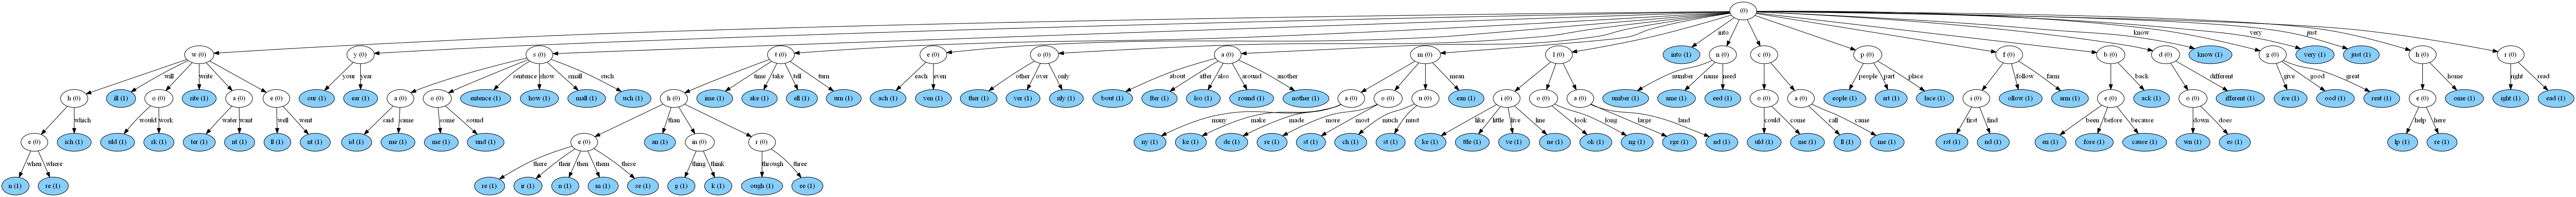 (0)
into know very just
w (0) y (0) s (0) t (0) e (0) o (0) a (0) m (0) l (0) into (1) n (0) c (0) p (0) f (0) b (0) d (0) know (1) g (0) very (1) just (1) h (0) r (0)
will write your year sentence show small such time take tell turn each even other over only about after also around another mean number name need people part place follow farm back different give good great home right read
h (0) ill (1) o (0) rite (1) a (0) e (0) our (1) ear (1) a (0) o (0) entence (1) how (1) mall (1) uch (1) h (0) ime (1) ake (1) ell (1) urn (1) ach (1) ven (1) ther (1) ver (1) nly (1) bout (1) fter (1) lso (1) round (1) nother (1) a (0) o (0) u (0) ean (1) i (0) o (0) a (0) umber (1) ame (1) eed (1) o (0) a (0) eople (1) art (1) lace (1) i (0) ollow (1) arm (1) e (0) ack (1) o (0) ifferent (1) ive (1) ood (1) reat (1) e (0) ome (1) ight (1) ead (1)
which would work water want well went said same some sound than many make made more most much must like little live line look long large land could come call came first find been before because down does help here
e (0) ich (1) uld (1) rk (1) ter (1) nt (1) ll (1) nt (1) id (1) me (1) me (1) und (1) e (0) an (1) in (0) r (0) ny (1) ke (1) de (1) re (1) st (1) ch (1) st (1) ke (1) ttle (1) ve (1) ne (1) ok (1) ng (1) rge (1) nd (1) uld (1) me (1) ll (1) me (1) rst (1) nd (1) en (1) fore (1) cause (1) wn (1) es (1) lp (1) re (1)
when where there their then them these thing think through three
n (1) re (1) re (1) ir (1) n (1) m (1) se (1) g (1) k (1) ough (1) ee (1)